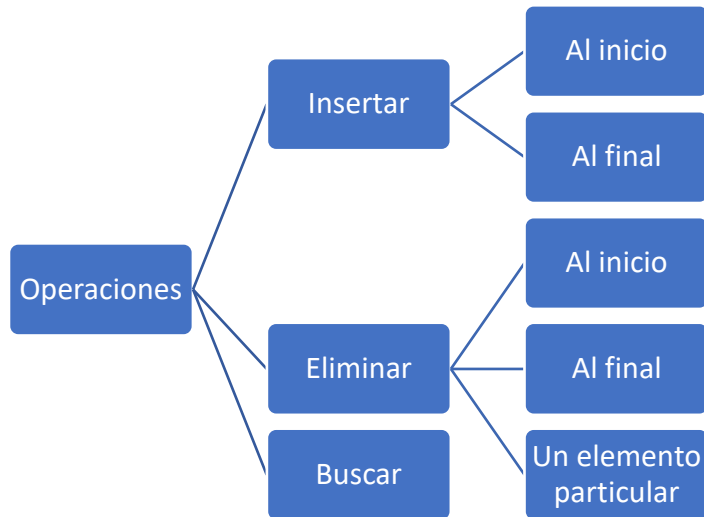 Operaciones
Insertar
Al inicio
Al final
Eliminar
Al inicio
Al final
Un elemento
particular
Buscar